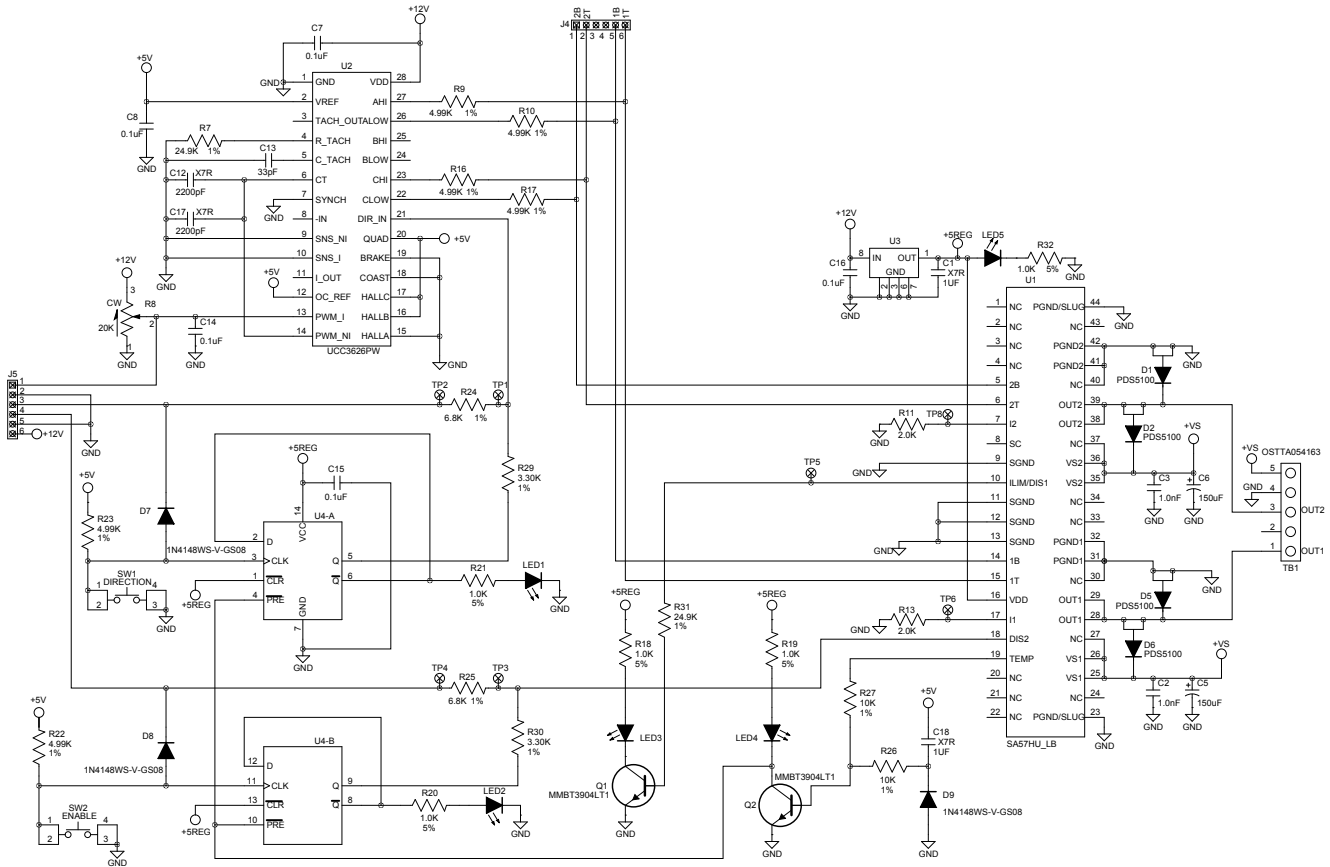 +12V
C7
0.1uF
GND
J4
2B
2T
1B
1T
1 2 3 4 5 6
+5V
C8
0.1uF
GND
U2
1 GND VDD 28
2 VREF AHI 27
3 TACH_OUT ALOW 26
4 R_TACH BHI 25
5 C_TACH BLOW 24
6 CT CHI 23
7 SYNCH CLOW 22
8 -IN DIR_IN 21
9 SNS_NI QUAD 20
10 SNS_I BRAKE 19
11 I_OUT COAST 18
12 OC_REF HALLC 17
13 PWM_I HALLB 16
14 PWM_NI HALLA 15
UCC3626PW
R9
4.99K 1%
R10
4.99K 1%
R16
4.99K 1%
R17
4.99K 1%
+5V
GND
R7
24.9K 1%
C13
33pF
C12 X7R
2200pF
GND
C17 X7R
2200pF
GND
+5V
+12V
3
CW
R8
2
20K
1
GND
C14
0.1uF
GND
J5
1
2
3
4
5
6
+12V
GND
TP2
R24
6.8K 1%
TP1
R29
3.30K
1%
+5V
R23
4.99K
1%
D7
1N4148WS-V-GS08
SW1
DIRECTION
1 4
2 3
GND
+5REG
C15
0.1uF
14
VCC
U4-A
2 D
3 CLK
1 CLR
4 PRE
Q 5
Q 6
GND
7
GND
+5REG
R21
1.0K
5%
LED1
GND
TP4
R25
6.8K 1%
TP3
R30
3.30K
1%
+5V
R22
4.99K
1%
D8
1N4148WS-V-GS08
SW2
ENABLE
1 4
2 3
GND
U4-B
12 D
11 CLK
13 CLR
10 PRE
Q 9
Q 8
+5REG
R20
1.0K
5%
LED2
GND
+5REG
R18
1.0K
5%
R31
24.9K
1%
LED3
Q1
MMBT3904LT1
GND
+5REG
R19
1.0K
5%
LED4
MMBT3904LT1
Q2
GND
R27
10K
1%
R26
10K
1%
+5V
C18
X7R
1UF
D9
1N4148WS-V-GS08
GND
+12V
C16
0.1uF
GND
U3
8 IN OUT 1
GND
2 3 6 7
+5REG
C1
X7R
1UF
LED5
R32
1.0K 5%
GND
U1
1 NC PGND/SLUG 44
2 NC NC 43
3 NC PGND2 42
4 NC PGND2 41
5 2B NC 40
6 2T OUT2 39
7 I2 OUT2 38
8 SC NC 37
9 SGND VS2 36
10 ILIM/DIS1 VS2 35
11 SGND NC 34
12 SGND NC 33
13 SGND PGND1 32
14 1B PGND1 31
15 1T NC 30
16 VDD OUT1 29
17 I1 OUT1 28
18 DIS2 NC 27
19 TEMP VS1 26
20 NC VS1 25
21 NC NC 24
22 NC PGND/SLUG 23
SA57HU_LB
GND
R11
2.0K
TP8
GND
GND
TP5
GND
R13
2.0K
TP6
GND
GND
GND
D1
PDS5100
D2
PDS5100
+VS
C3
1.0nF
GND
C6
150uF
GND
GND
D5
PDS5100
D6
PDS5100
+VS
C2
1.0nF
GND
C5
150uF
GND
GND
OSTTA054163
+VS
5
GND
4
3
OUT2
2
1
OUT1
TB1